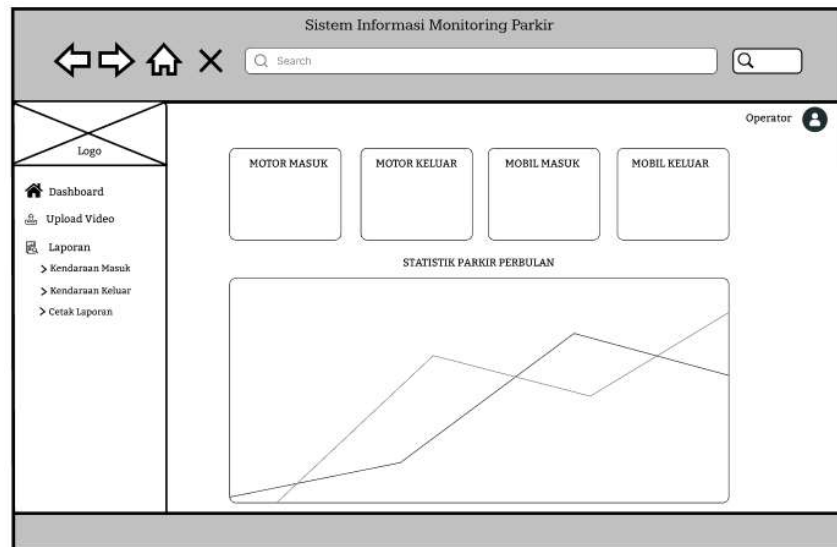 Sistem Informasi Monitoring Parkir
Search
Operator
Logo
Dashboard
Upload Video
Laporan
Kendaraan Masuk
Kendaraan Keluar
Cetak Laporan
MOTOR MASUK
MOTOR KELUAR
MOBIL MASUK
MOBIL KELUAR
STATISTIK PARKIR PERBULAN